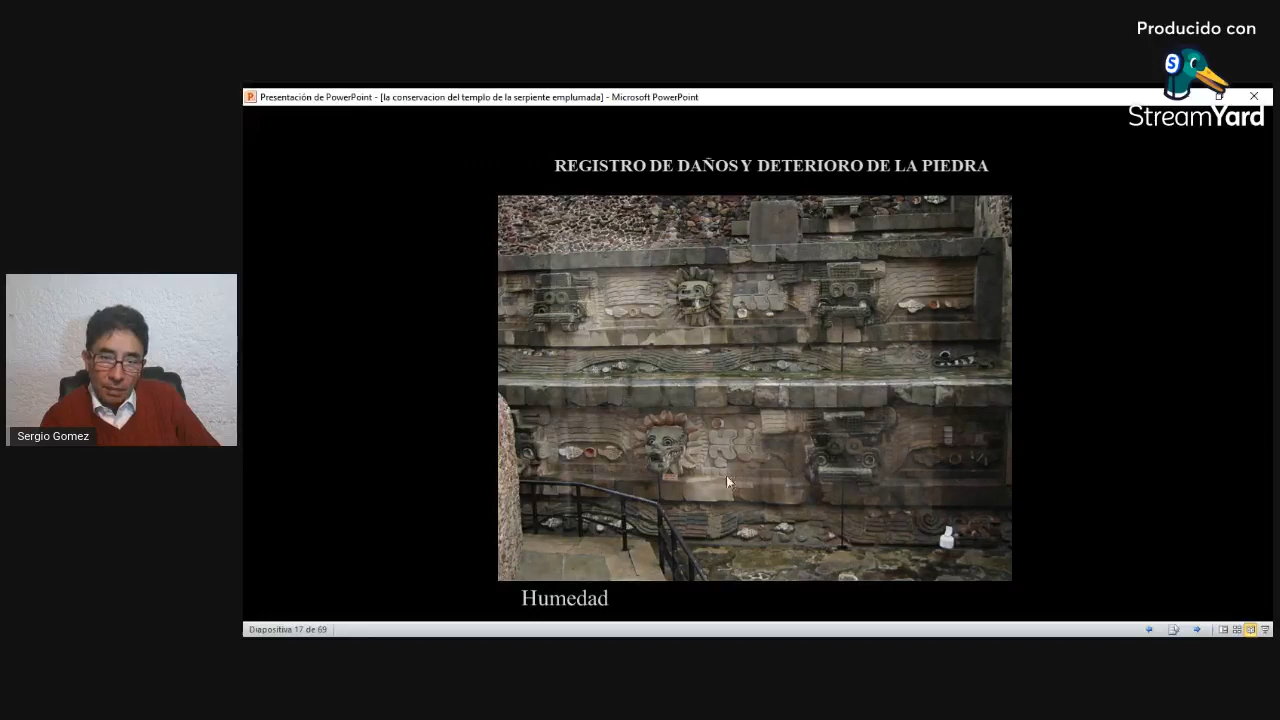 Producido con
S
StreamYard
P Presentación de PowerPoint - [la conservacion del templo de la serpiente emplumada] - Microsoft PowerPoint
REGISTRO DE DAÑOS Y DETERIORO DE LA PIEDRA
Sergio Gomez
Humedad
Diapositiva 17 de 69